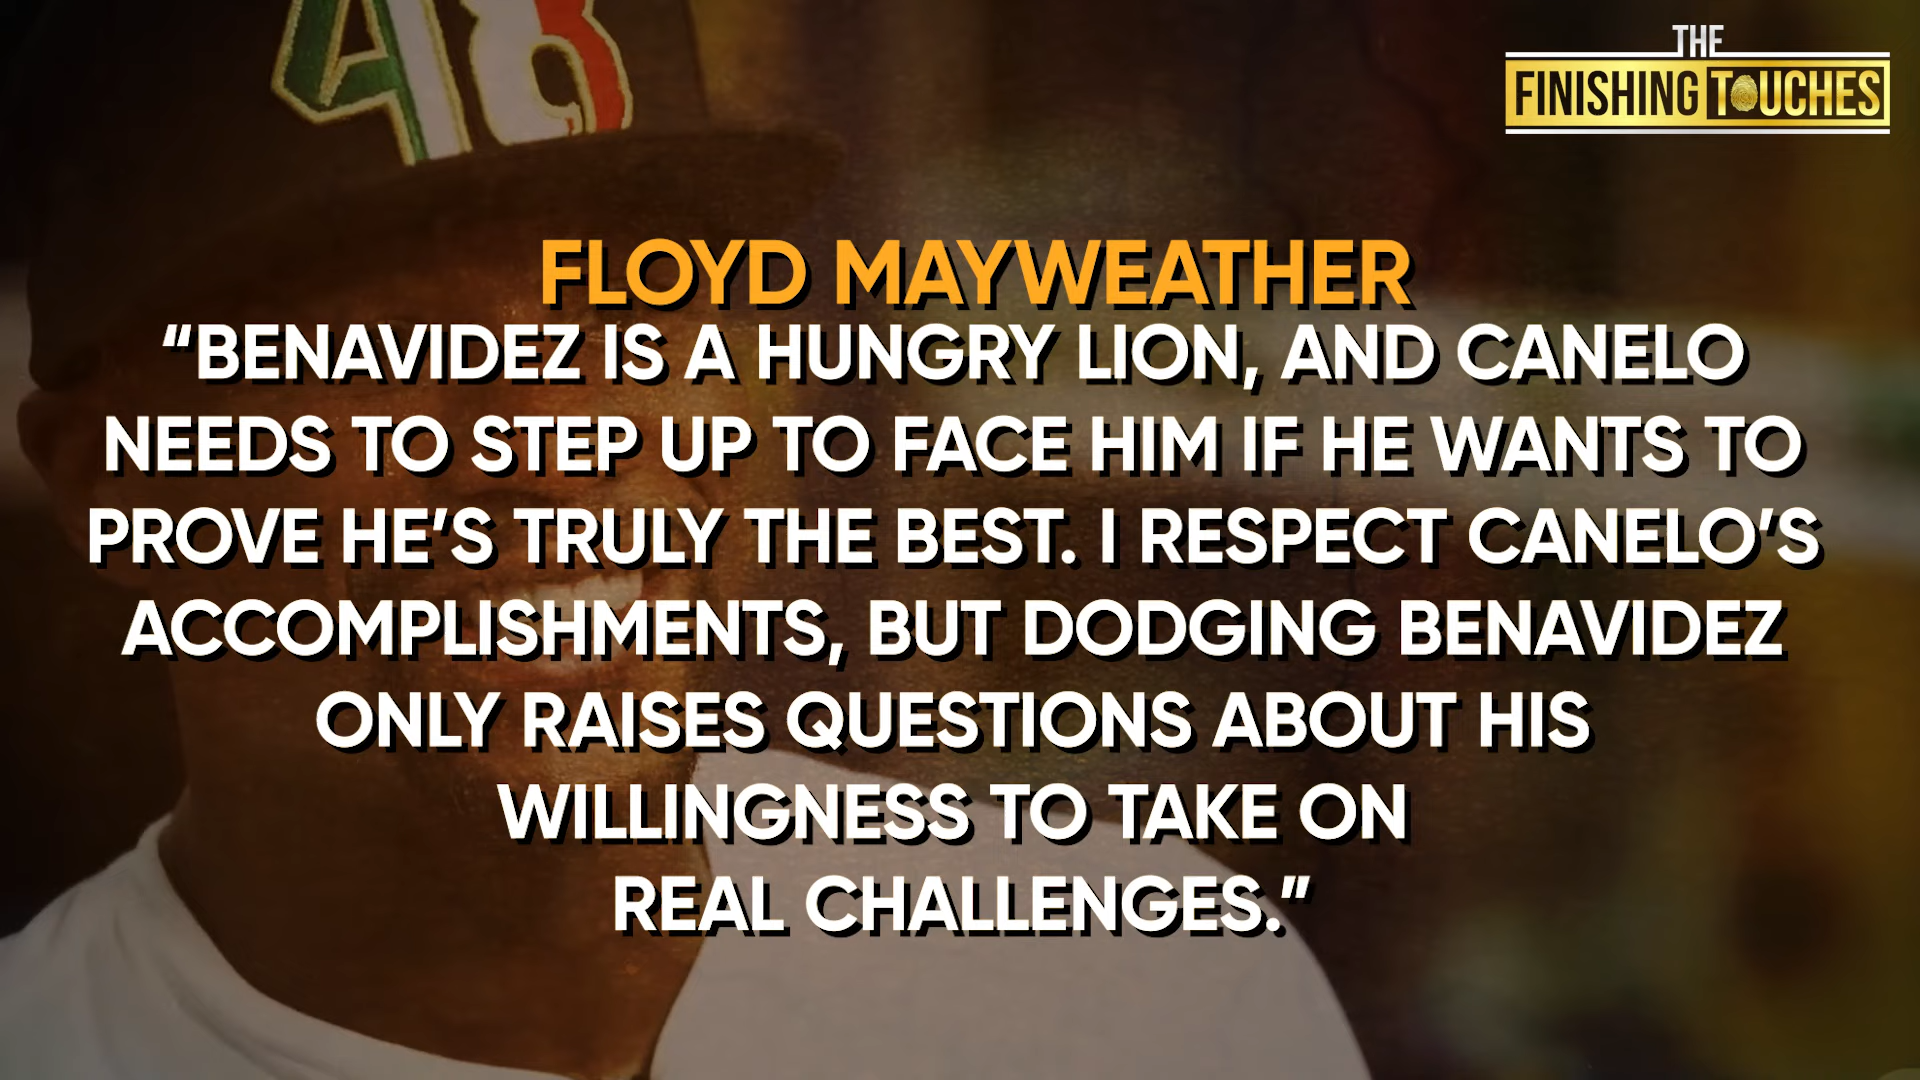 48
THE
FINISHING TOUCHES
FLOYD MAYWEATHER
“BENAVIDEZ IS A HUNGRY LION, AND CANELO
NEEDS TO STEP UP TO FACE HIM IF HE WANTS TO
PROVE HE’S TRULY THE BEST. I RESPECT CANELO’S
ACCOMPLISHMENTS, BUT DODGING BENAVIDEZ
ONLY RAISES QUESTIONS ABOUT HIS
WILLINGNESS TO TAKE ON
REAL CHALLENGES.”